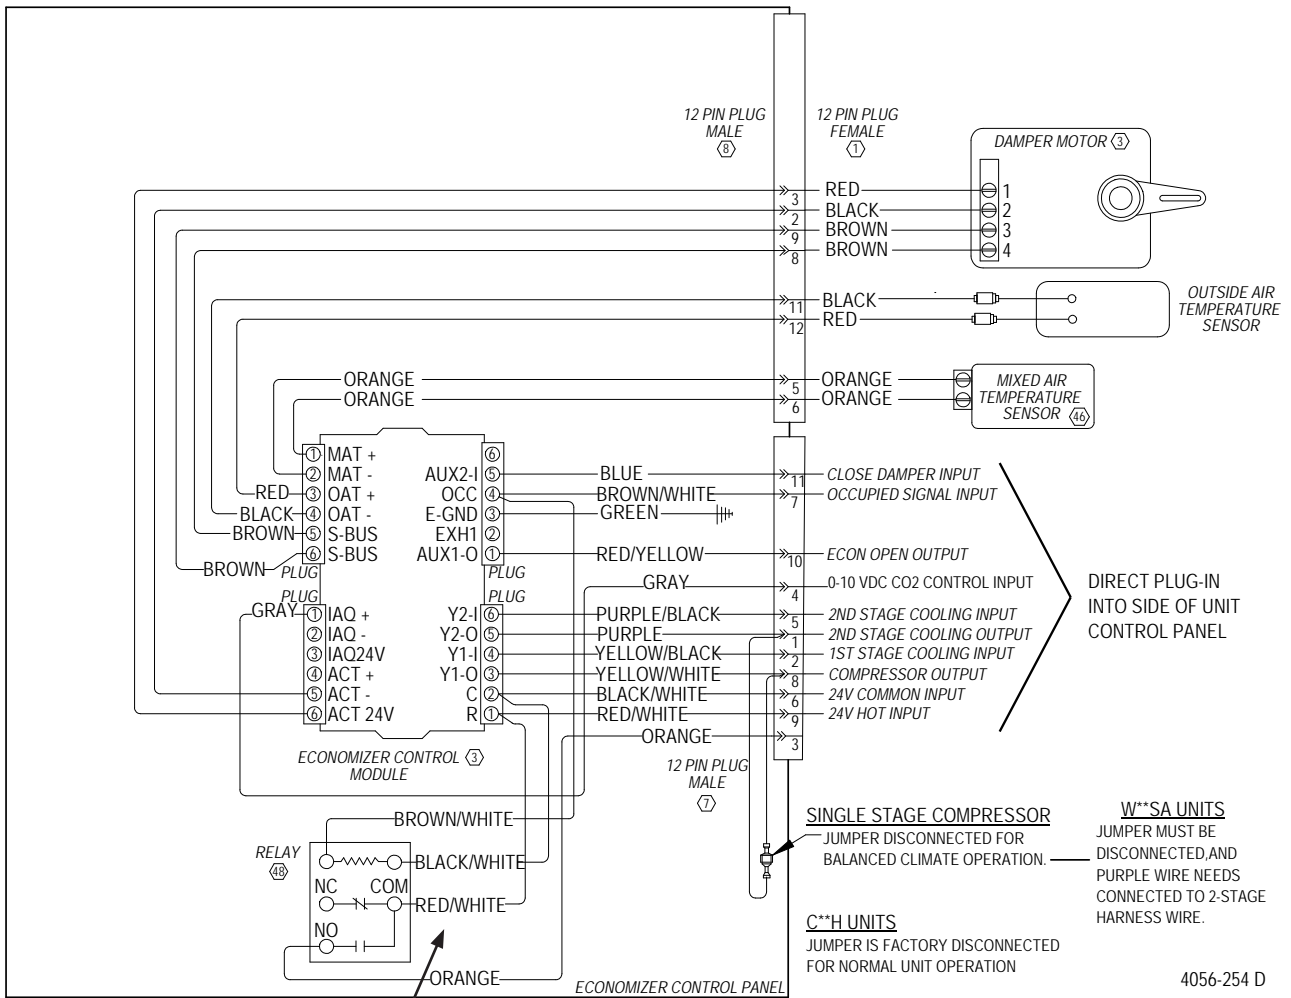 12 PIN PLUG
MALE
8
12 PIN PLUG
FEMALE
1
DAMPER MOTOR 3
3 RED 1
2 BLACK 2
9 BROWN 3
8 BROWN 4
11 BLACK
12 RED
OUTSIDE AIR
TEMPERATURE
SENSOR
ORANGE 5 ORANGE
ORANGE 6 ORANGE
MIXED AIR
TEMPERATURE
SENSOR 46
1 MAT +
2 MAT -
RED 3 OAT +
BLACK 4 OAT -
BROWN 5 S-BUS
BROWN 6 S-BUS
PLUG
6
AUX2-I 5 BLUE 11 CLOSE DAMPER INPUT
OCC 4 BROWN/WHITE 7 OCCUPIED SIGNAL INPUT
E-GND 3 GREEN
EXH1 2
AUX1-O 1 RED/YELLOW 10 ECON OPEN OUTPUT
PLUG
GRAY 4 0-10 VDC CO2 CONTROL INPUT
PLUG
GRAY 1 IAQ +
2 IAQ -
3 IAQ24V
4 ACT +
5 ACT -
6 ACT 24V
PLUG
Y2-I 6 PURPLE/BLACK 5 2ND STAGE COOLING INPUT
Y2-O 5 PURPLE 1 2ND STAGE COOLING OUTPUT
Y1-I 4 YELLOW/BLACK 2 1ST STAGE COOLING INPUT
Y1-O 3 YELLOW/WHITE 8 COMPRESSOR OUTPUT
C 2 BLACK/WHITE 6 24V COMMON INPUT
R 1 RED/WHITE 9 24V HOT INPUT
ORANGE 3
DIRECT PLUG-IN
INTO SIDE OF UNIT
CONTROL PANEL
ECONOMIZER CONTROL 3
MODULE
12 PIN PLUG
MALE
7
BROWN/WHITE
RELAY
48
BLACK/WHITE
NC COM
RED/WHITE
NO
ORANGE
ECONOMIZER CONTROL PANEL
SINGLE STAGE COMPRESSOR
JUMPER DISCONNECTED FOR
BALANCED CLIMATE OPERATION.
W**SA UNITS
JUMPER MUST BE
DISCONNECTED,AND
PURPLE WIRE NEEDS
CONNECTED TO 2-STAGE
HARNESS WIRE.
C**H UNITS
JUMPER IS FACTORY DISCONNECTED
FOR NORMAL UNIT OPERATION
4056-254 D